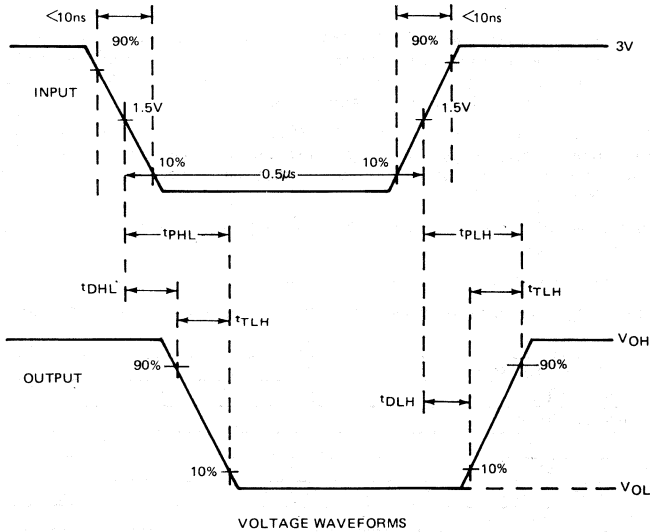 <10ns <10ns
90% 90%
3V
INPUT
1.5V 1.5V
10% 10%
0.5μs
tPHL tPLH
tDHL tTLH
tTLH
VOH
90% 90%
OUTPUT
tDLH
10% 10%
VOL
VOLTAGE WAVEFORMS